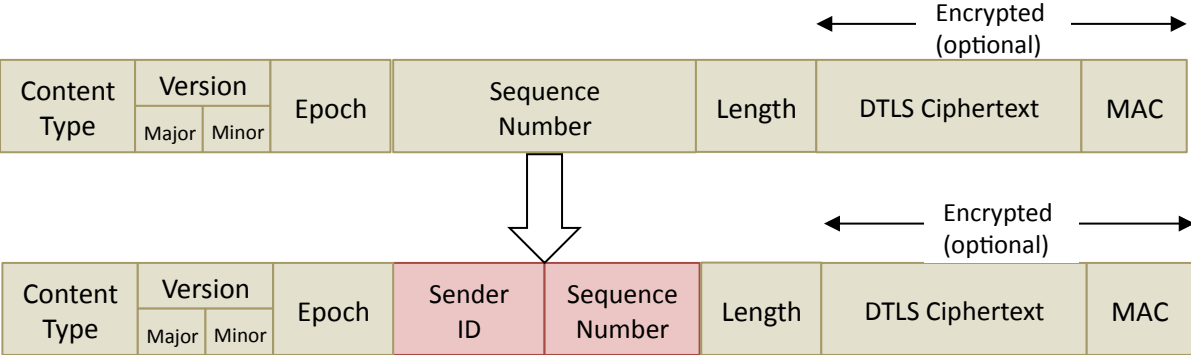 Encrypted
(optional)
Content
Type
Version
Major
Minor
Epoch
Sequence
Number
Length
DTLS Ciphertext
MAC
Encrypted
(optional)
Content
Type
Version
Major
Minor
Epoch
Sender
ID
Sequence
Number
Length
DTLS Ciphertext
MAC